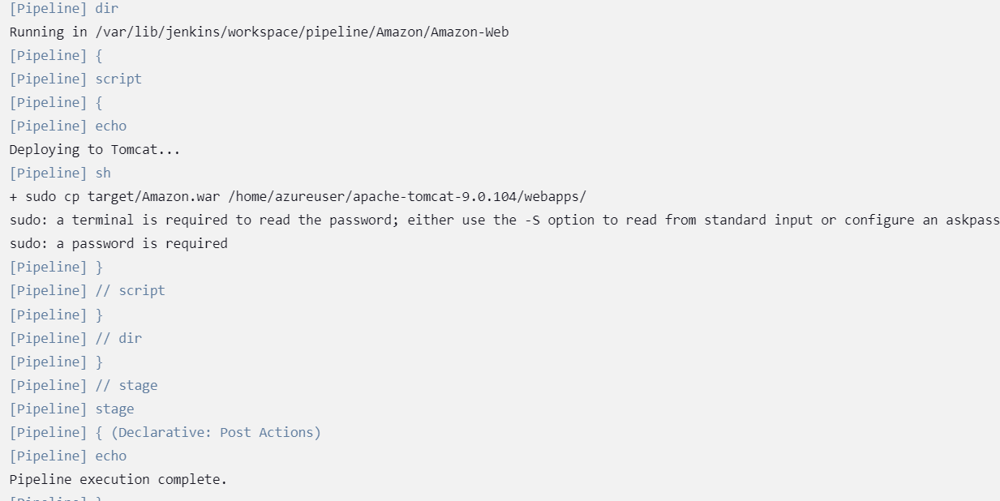 [Pipeline] dir
Running in /var/lib/jenkins/workspace/pipeline/Amazon/Amazon-Web
[Pipeline] {
[Pipeline] script
[Pipeline] {
[Pipeline] echo
Deploying to Tomcat...
[Pipeline] sh
+ sudo cp target/Amazon.war /home/azureuser/apache-tomcat-9.0.104/webapps/
sudo: a terminal is required to read the password; either use the -S option to read from standard input or configure an askpass
sudo: a password is required
[Pipeline] }
[Pipeline] // script
[Pipeline] }
[Pipeline] // dir
[Pipeline] }
[Pipeline] // stage
[Pipeline] stage
[Pipeline] { (Declarative: Post Actions)
[Pipeline] echo
Pipeline execution complete.
[Pipeline] }